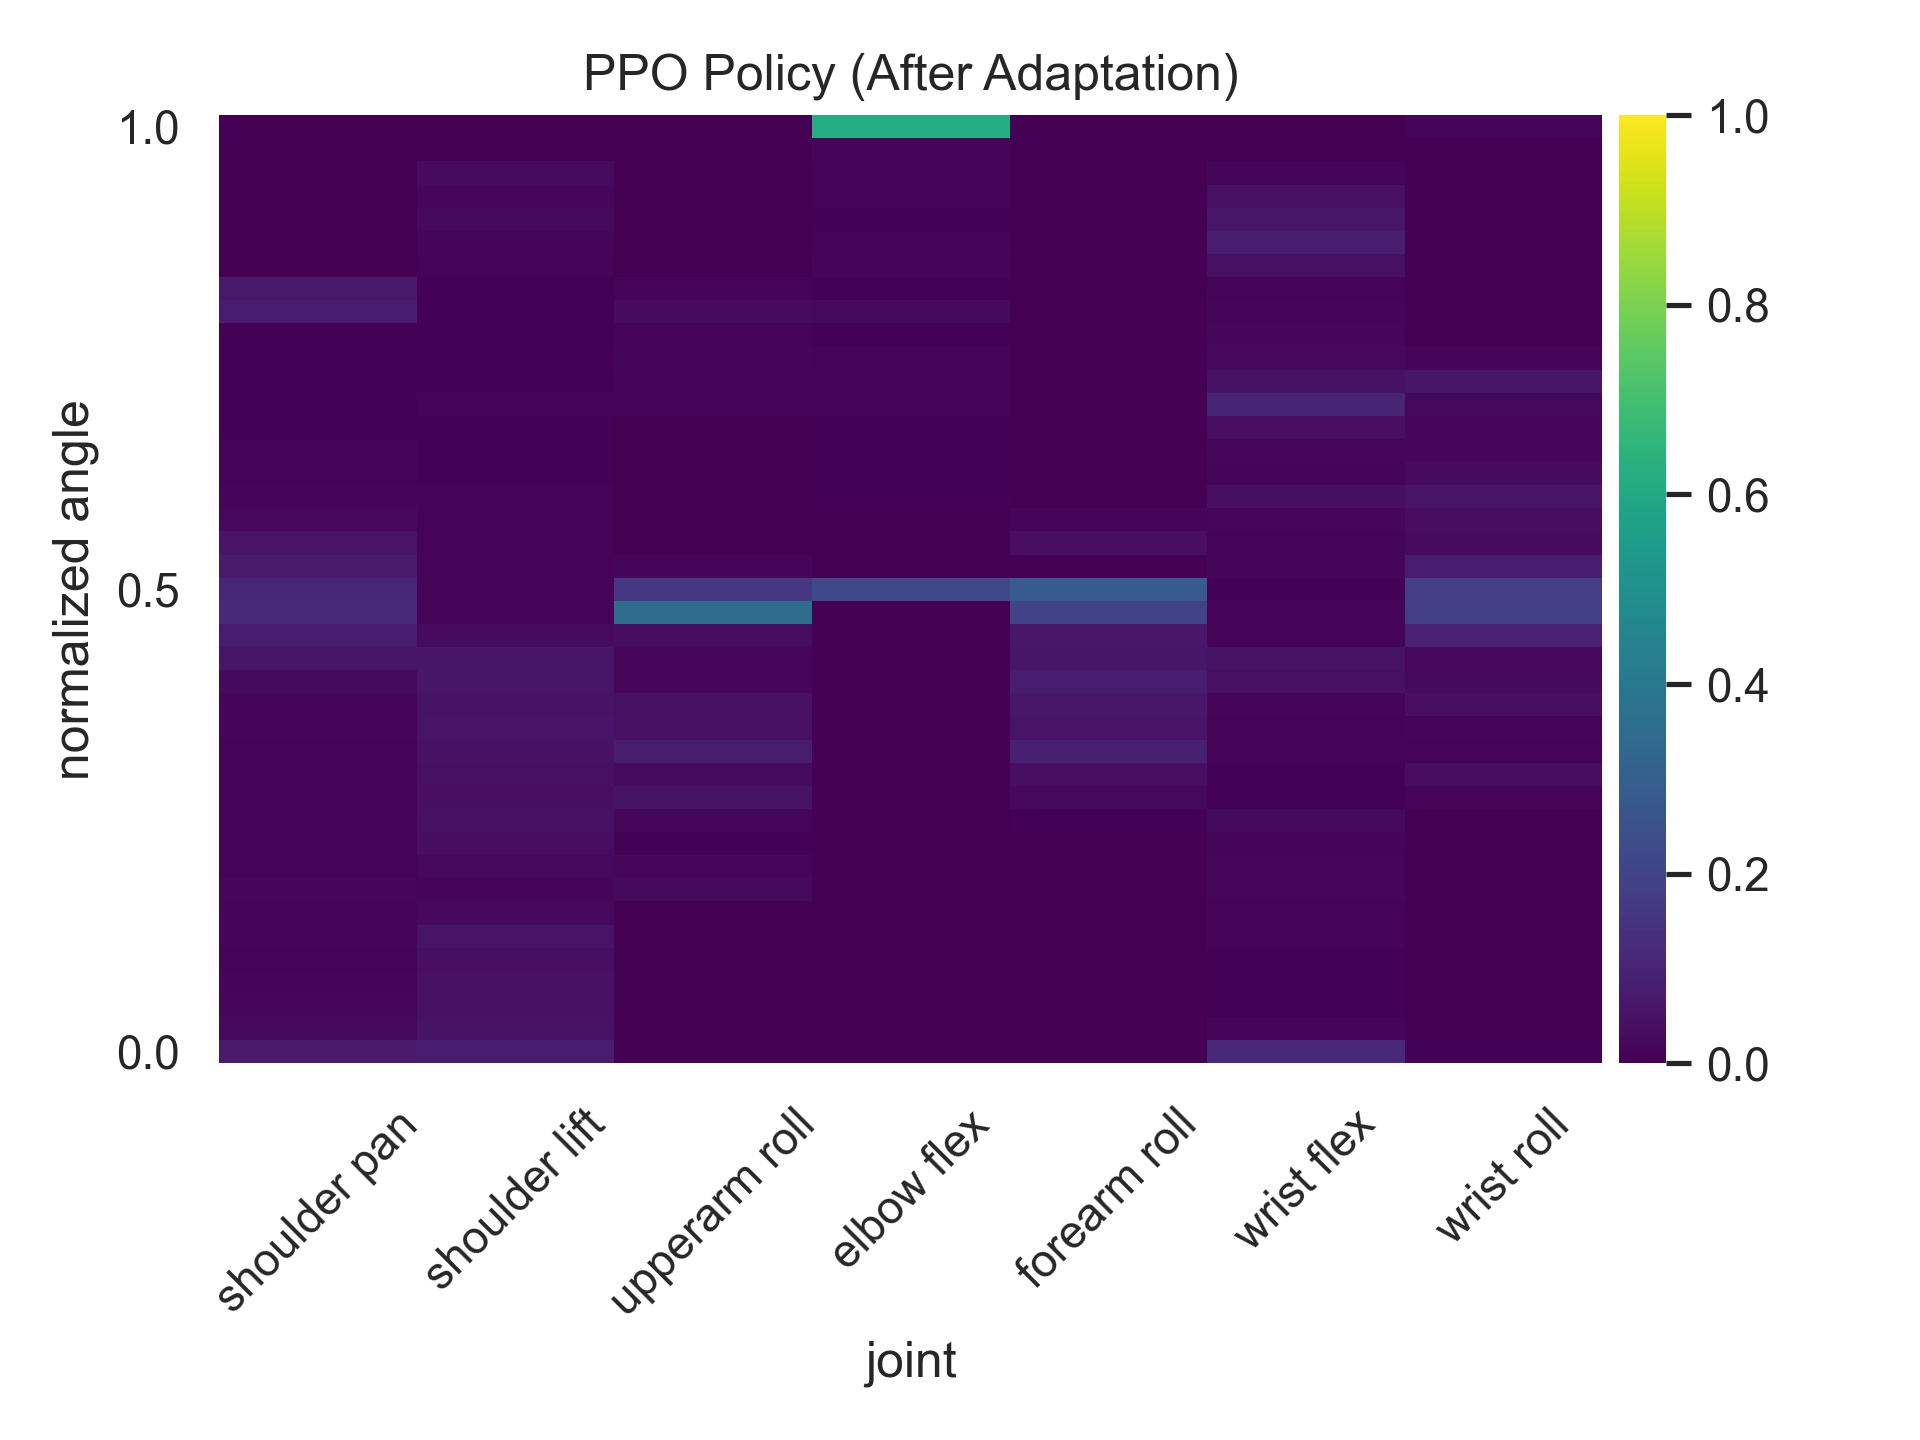 PPO Policy (After Adaptation)
1.0
0.5
0.0
normalized angle
shoulder pan
shoulder lift
upperarm roll
elbow flex
forearm roll
wrist flex
wrist roll
joint
1.0
0.8
0.6
0.4
0.2
0.0